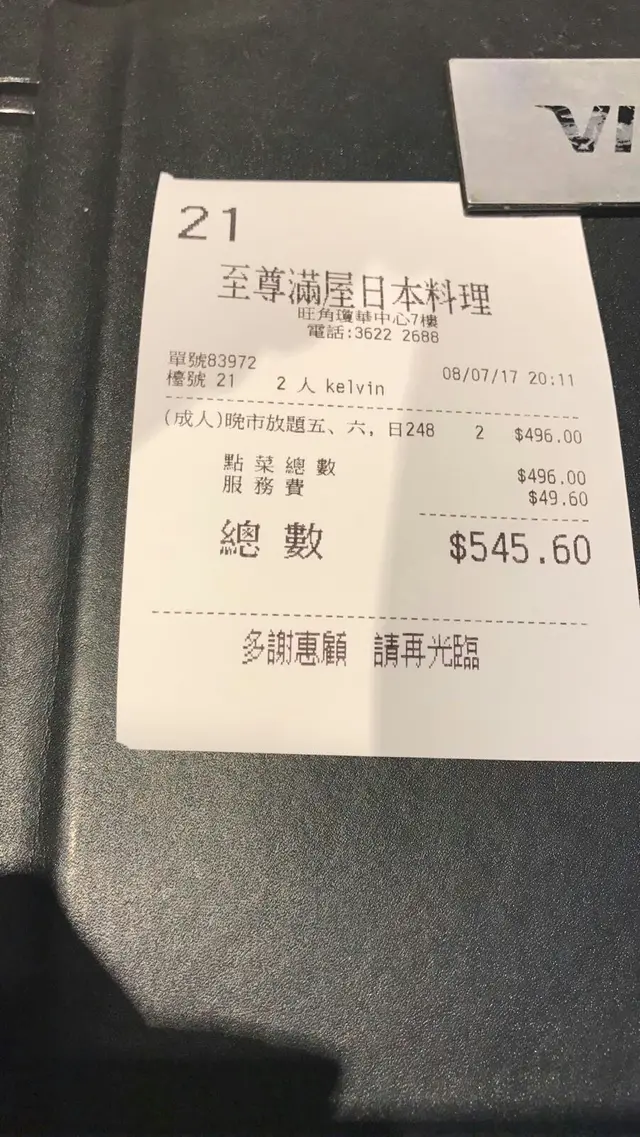 VI
21
至尊滿屋日本料理
旺角瓊華中心7樓
電話:3622 2688
單號83972
檯號 21 2 人 kelvin 08/07/17 20:11
(成人)晚市放題五、六, 日248 2 $496.00
點菜總數 $496.00
服務費 $49.60
總數 $545.60
多謝惠顧 請再光臨